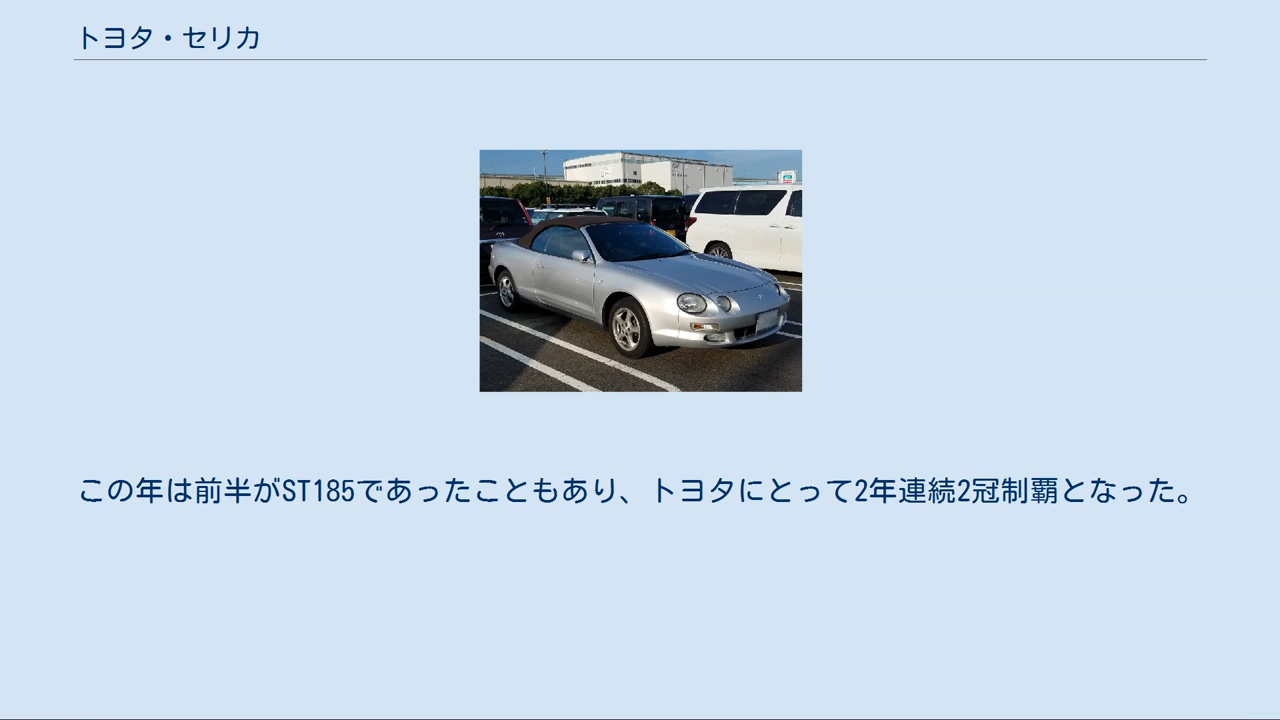 トヨタ・セリカ
この年は前半がST185であったこともあり、トヨタにとって2年連続2冠制覇となった。